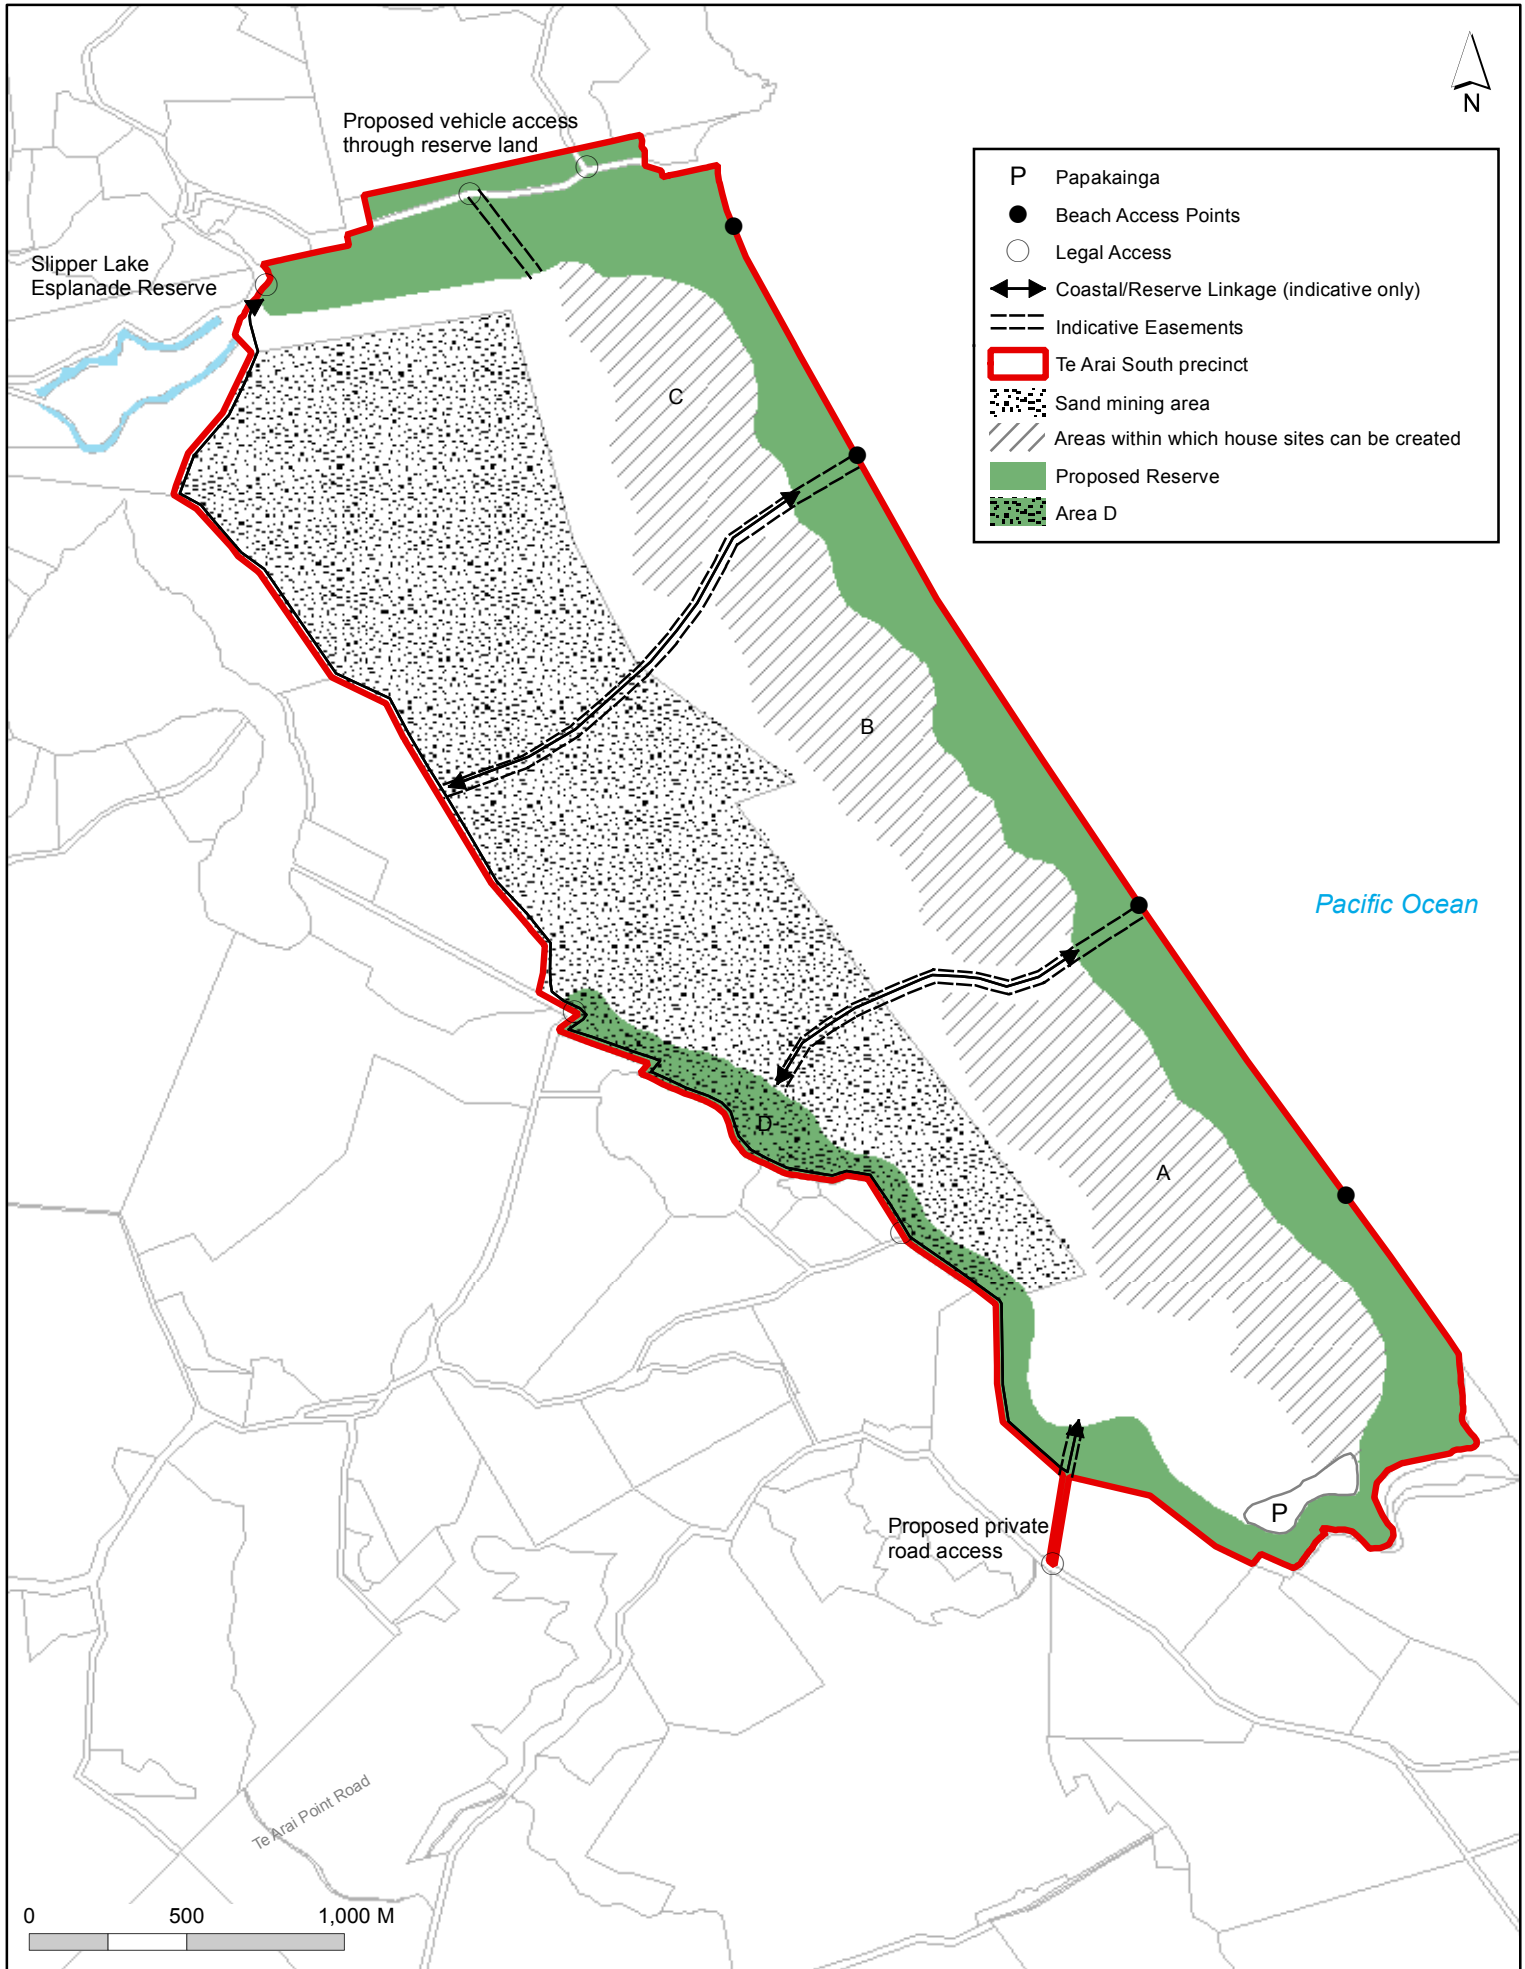 N
Proposed vehicle access
through reserve land
Slipper Lake
Esplanade Reserve
P Papakainga
Beach Access Points
Legal Access
Coastal/Reserve Linkage (indicative only)
Indicative Easements
Te Arai South precinct
Sand mining area
Areas within which house sites can be created
Proposed Reserve
Area D
C
B
Pacific Ocean
D
A
P
Proposed private
road access
Te Arai Point Road
0 500 1,000 M